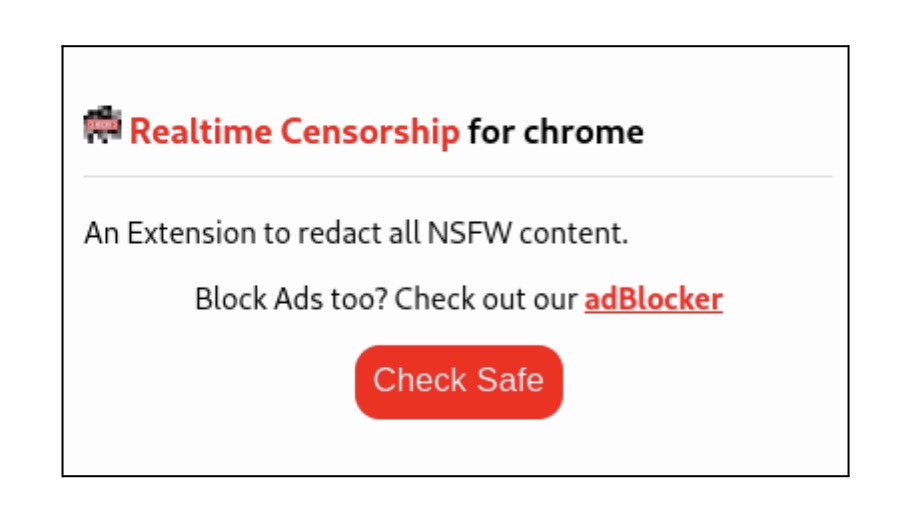 Realtime Censorship for chrome
An Extension to redact all NSFW content.
Block Ads too? Check out our adBlocker
Check Safe